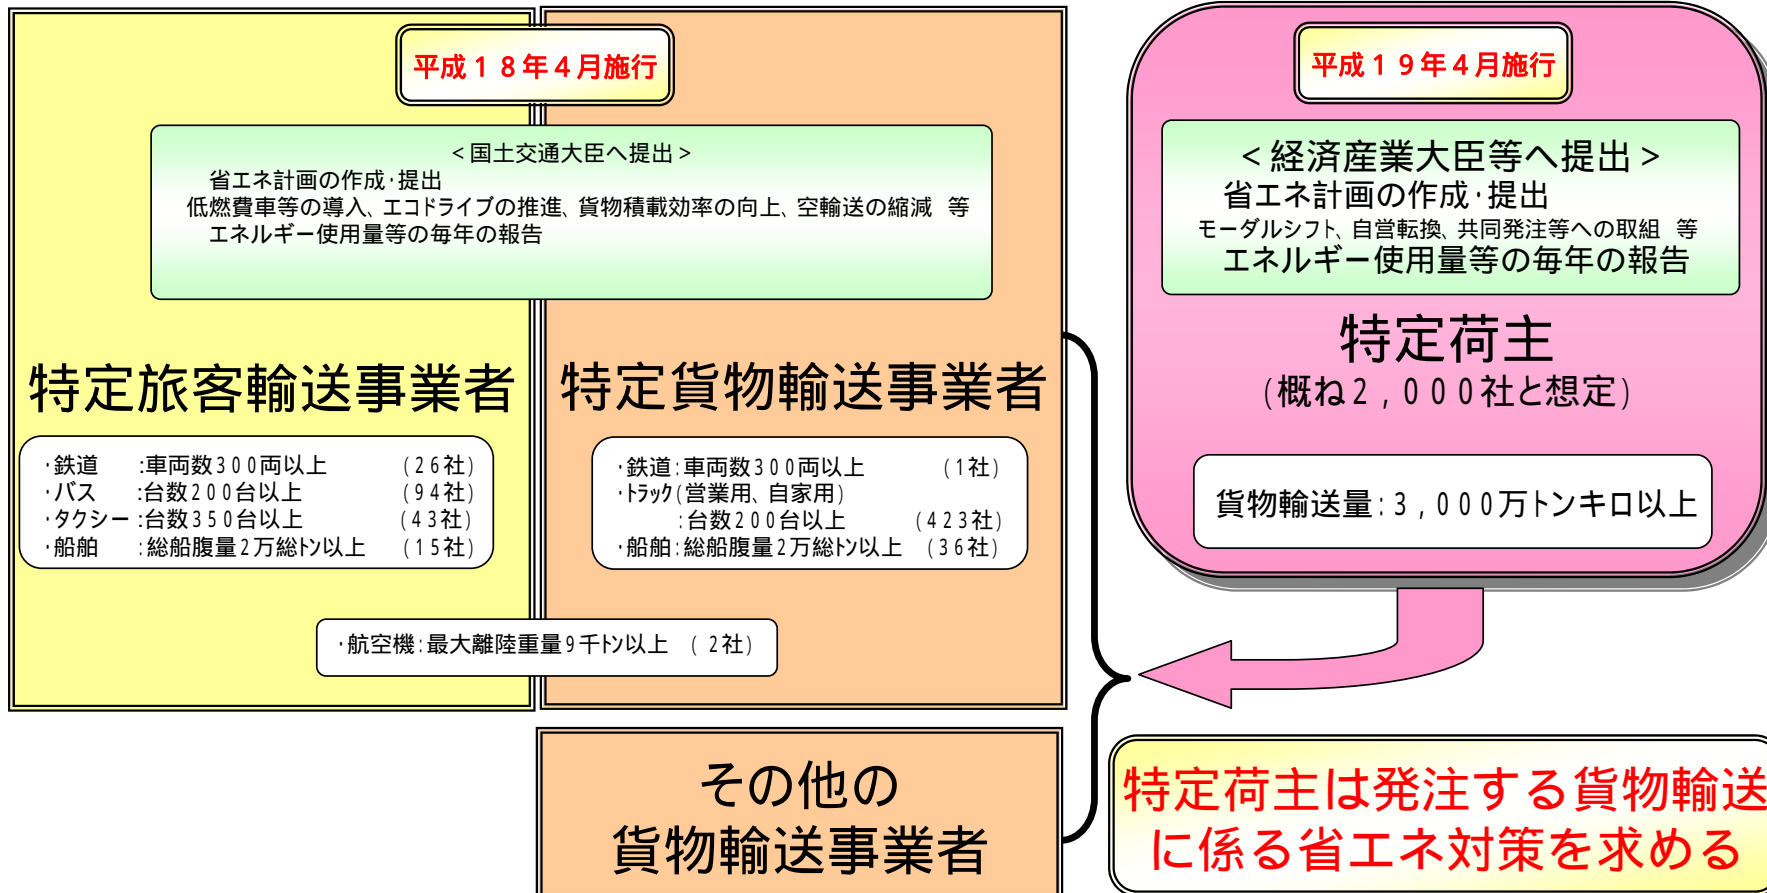 平成18年4月施行
<国土交通大臣へ提出>
省エネ計画の作成・提出
低燃費車等の導入、エコドライブの推進、貨物積載効率の向上、空輸送の縮減 等
エネルギー使用量等の毎年の報告
特定旅客輸送事業者
・鉄道 :車両数300両以上 (26社)
・バス :台数200台以上 (94社)
・タクシー:台数350台以上 (43社)
・船舶 :総船腹量2万総トン以上 (15社)
特定貨物輸送事業者
・鉄道:車両数300両以上 (1社)
・トラック(営業用、自家用)
:台数200台以上 (423社)
・船舶:総船腹量2万総トン以上 (36社)
・航空機:最大離陸重量9千トン以上 (2社)
その他の
貨物輸送事業者
平成19年4月施行
<経済産業大臣等へ提出>
省エネ計画の作成・提出
モーダルシフト、自営転換、共同発注等への取組 等
エネルギー使用量等の毎年の報告
特定荷主
(概ね2,000社と想定)
貨物輸送量:3,000万トンキロ以上
特定荷主は発注する貨物輸送
に係る省エネ対策を求める